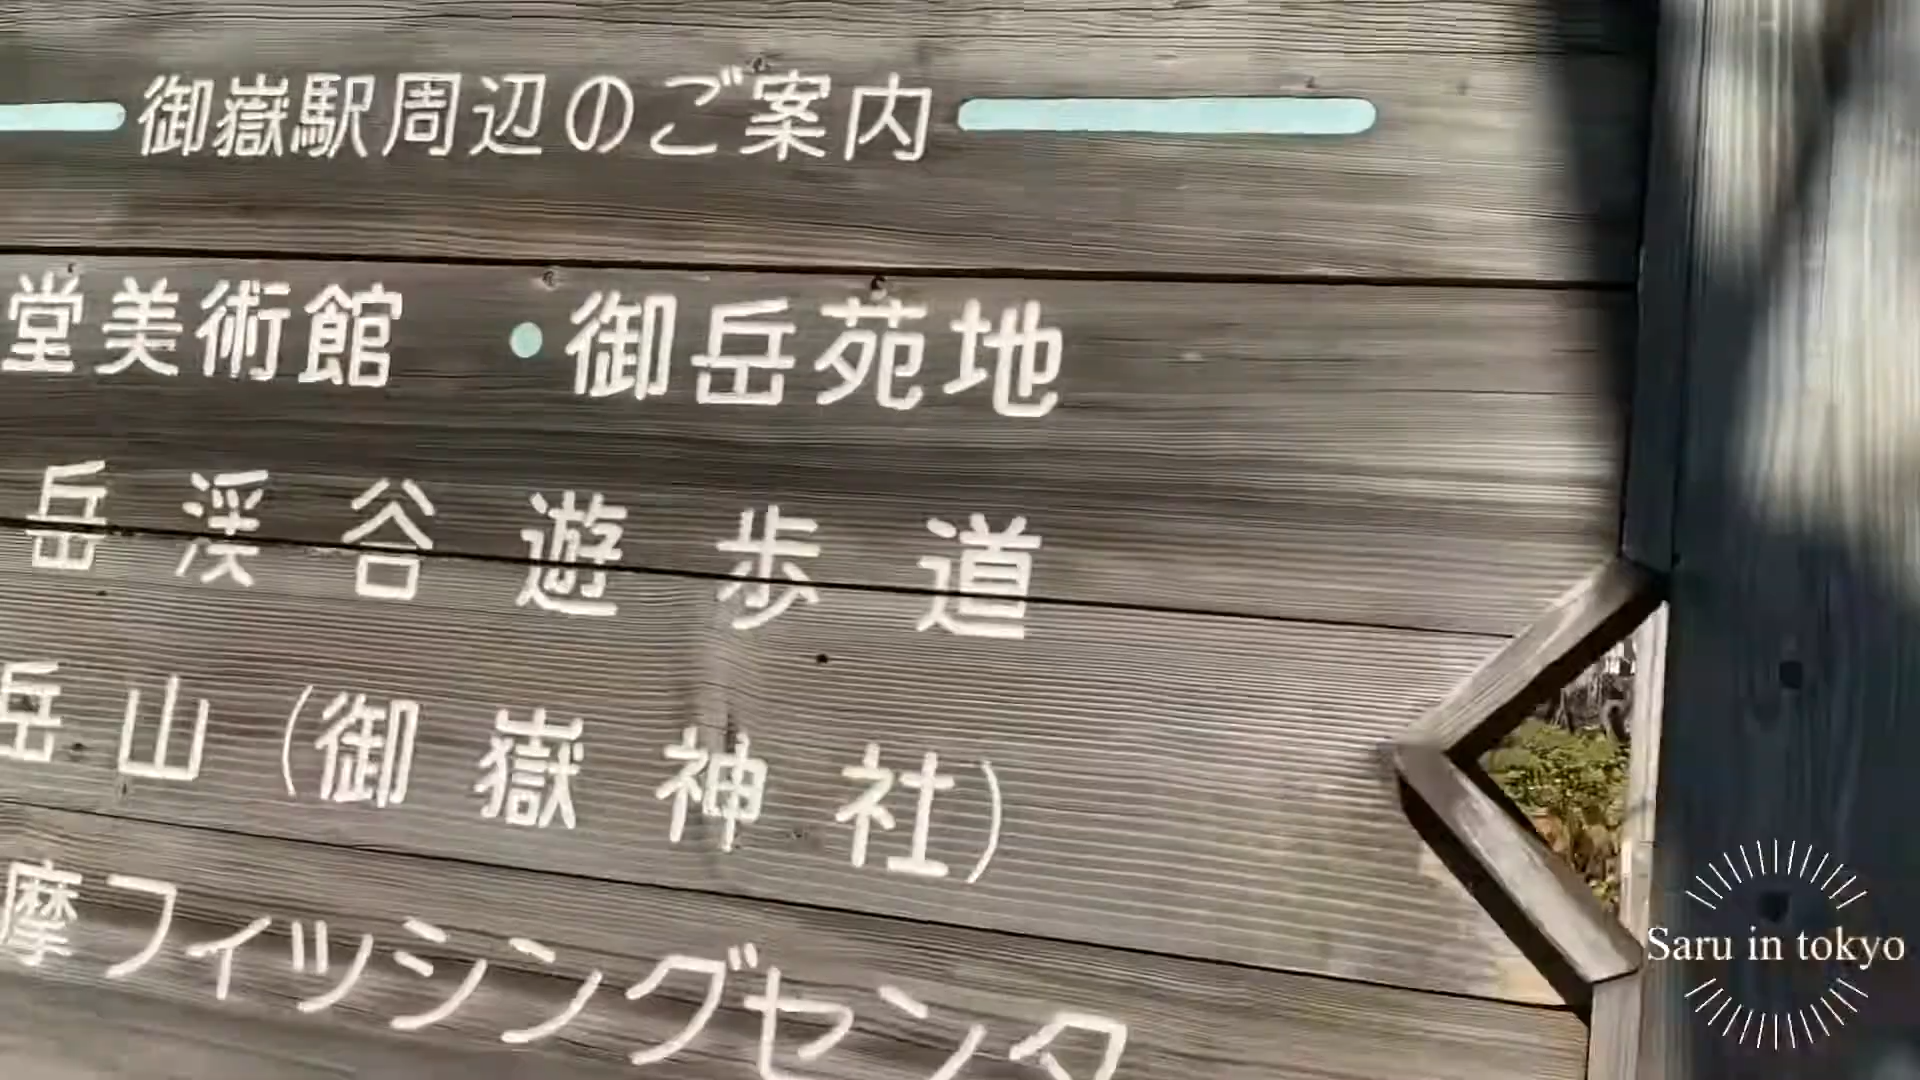 御嶽駅周辺のご案内
堂美術館 ・御岳苑地
岳渓谷遊歩道
岳山(御嶽神社)
摩フィッシングセンタ
Saru in tokyo